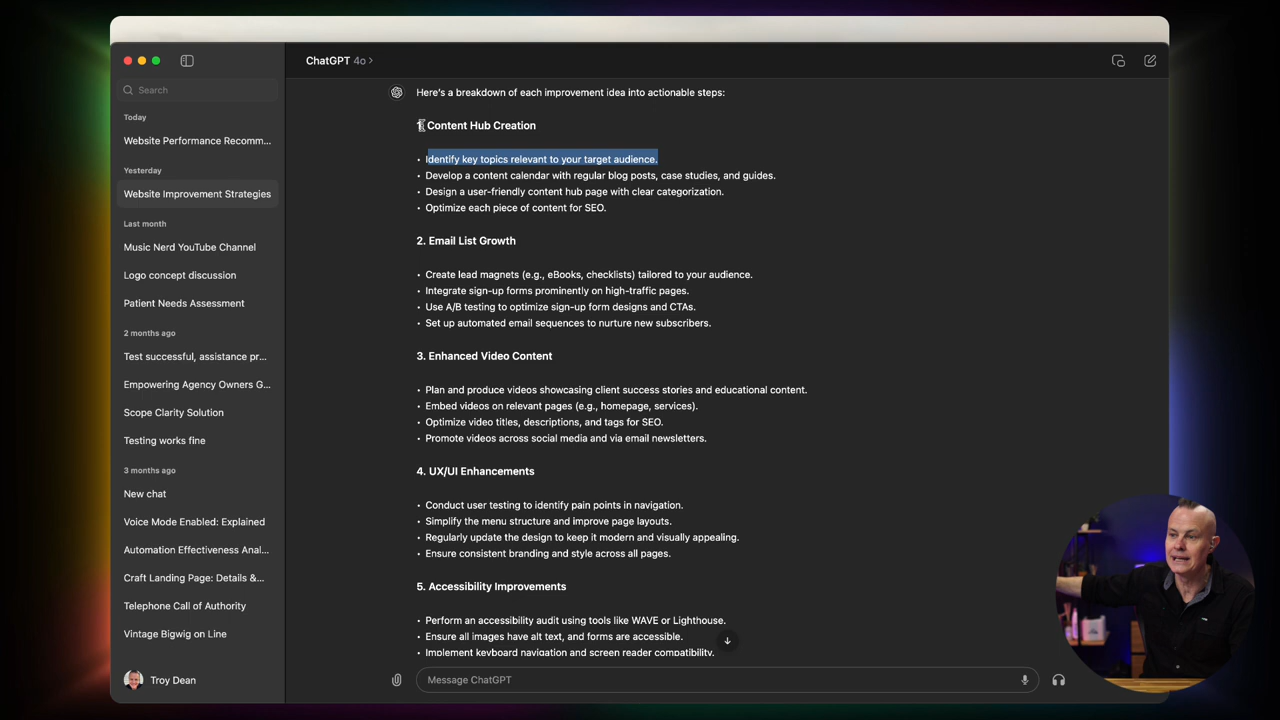 ChatGPT 4o >
Search
Today
Website Performance Recomm...
Yesterday
Website Improvement Strategies
Last month
Music Nerd YouTube Channel
Logo concept discussion
Patient Needs Assessment
2 months ago
Test successful, assistance pr...
Empowering Agency Owners G...
Scope Clarity Solution
Testing works fine
3 months ago
New chat
Voice Mode Enabled: Explained
Automation Effectiveness Anal...
Craft Landing Page: Details &...
Telephone Call of Authority
Vintage Bigwig on Line
Troy Dean
Here's a breakdown of each improvement idea into actionable steps:
1. Content Hub Creation
• Identify key topics relevant to your target audience.
• Develop a content calendar with regular blog posts, case studies, and guides.
• Design a user-friendly content hub page with clear categorization.
• Optimize each piece of content for SEO.
2. Email List Growth
• Create lead magnets (e.g., eBooks, checklists) tailored to your audience.
• Integrate sign-up forms prominently on high-traffic pages.
• Use A/B testing to optimize sign-up form designs and CTAs.
• Set up automated email sequences to nurture new subscribers.
3. Enhanced Video Content
• Plan and produce videos showcasing client success stories and educational content.
• Embed videos on relevant pages (e.g., homepage, services).
• Optimize video titles, descriptions, and tags for SEO.
• Promote videos across social media and via email newsletters.
4. UX/UI Enhancements
• Conduct user testing to identify pain points in navigation.
• Simplify the menu structure and improve page layouts.
• Regularly update the design to keep it modern and visually appealing.
• Ensure consistent branding and style across all pages.
5. Accessibility Improvements
• Perform an accessibility audit using tools like WAVE or Lighthouse.
• Ensure all images have alt text, and forms are accessible.
• Implement keyboard navigation and screen reader compatibility.
Message ChatGPT